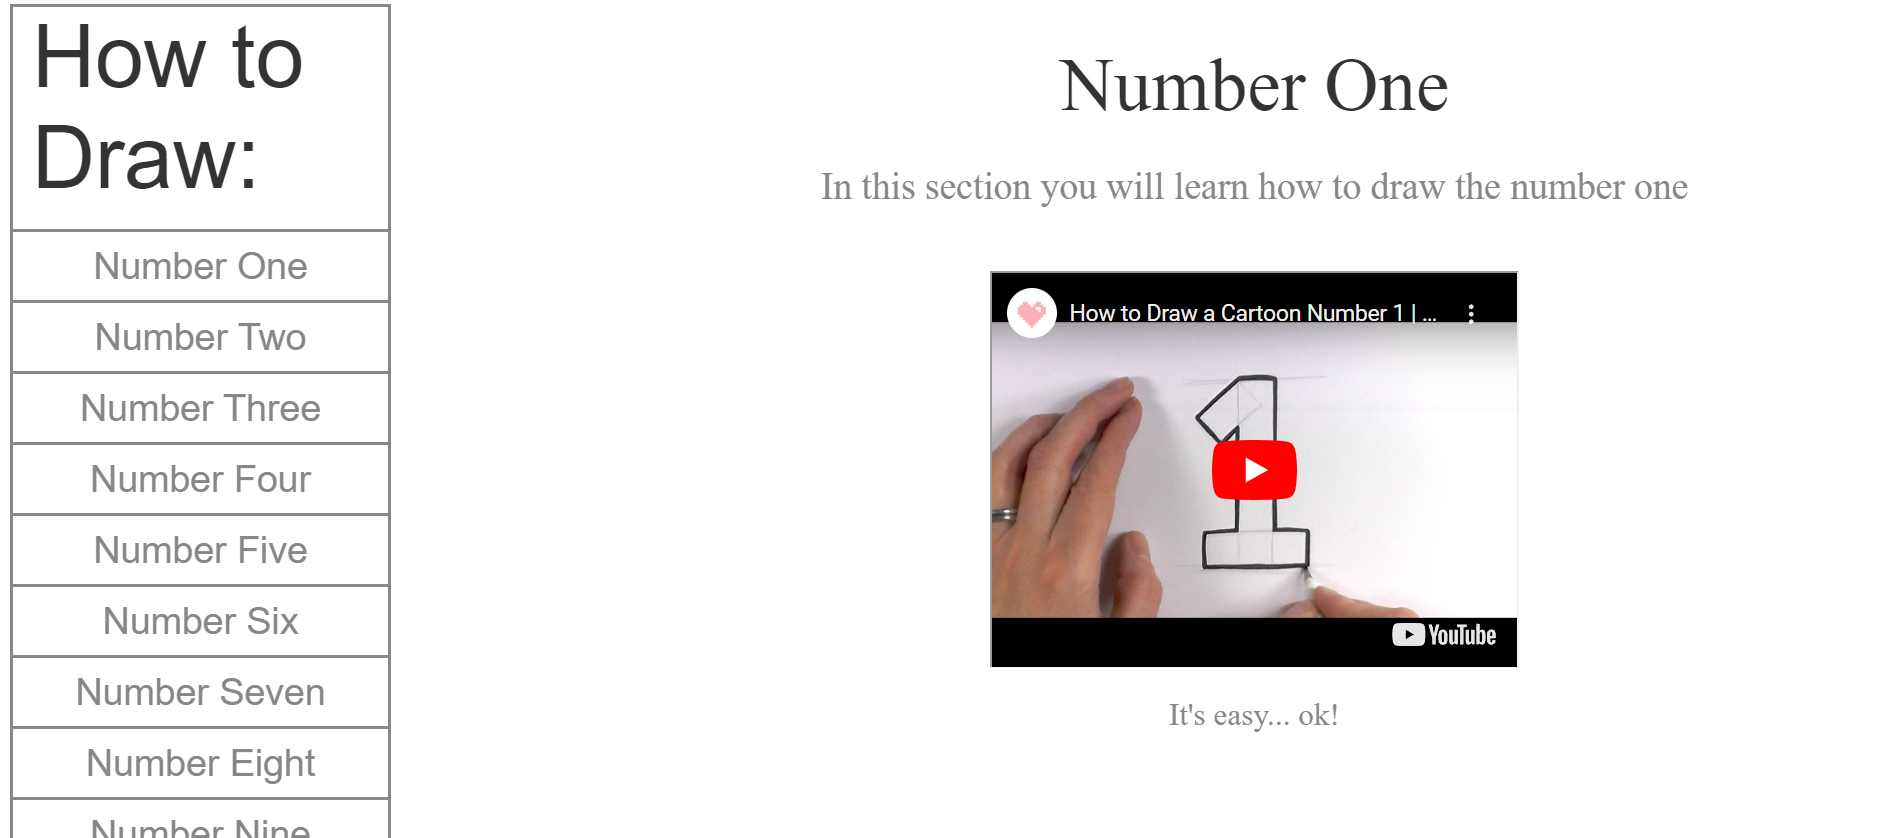 How to
Draw:
Number One
Number Two
Number Three
Number Four
Number Five
Number Six
Number Seven
Number Eight
Number Nine
Number One
In this section you will learn how to draw the number one
How to Draw a Cartoon Number 1 | ...
1
YouTube
It's easy... ok!